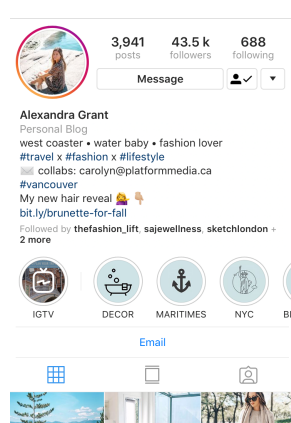 3,941 43.5 k 688
posts followers following
Message
Alexandra Grant
Personal Blog
west coaster • water baby • fashion lover
#travel x #fashion x #lifestyle
✉️ collabs: carolyn@platformmedia.ca
#vancouver
My new hair reveal 💁‍♀️ 👇🏼
bit.ly/brunette-for-fall
Followed by thefashion_lift, sajewellness, sketchlondon +
2 more
IGTV DECOR MARITIMES NYC
Email